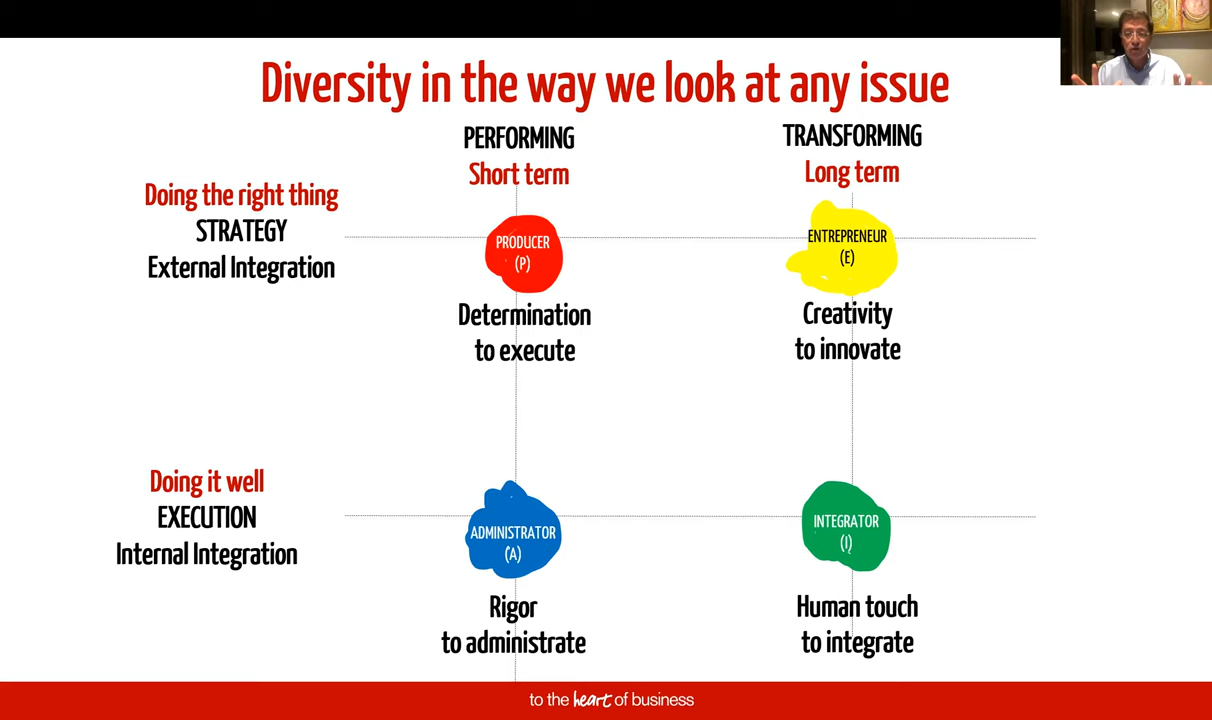 Diversity in the way we look at any issue
PERFORMING
Short term
TRANSFORMING
Long term
Doing the right thing
STRATEGY
External Integration
PRODUCER
(P)
ENTREPRENEUR
(E)
Determination
to execute
Creativity
to innovate
Doing it well
EXECUTION
Internal Integration
ADMINISTRATOR
(A)
INTEGRATOR
(I)
Rigor
to administrate
Human touch
to integrate
to the heart of business